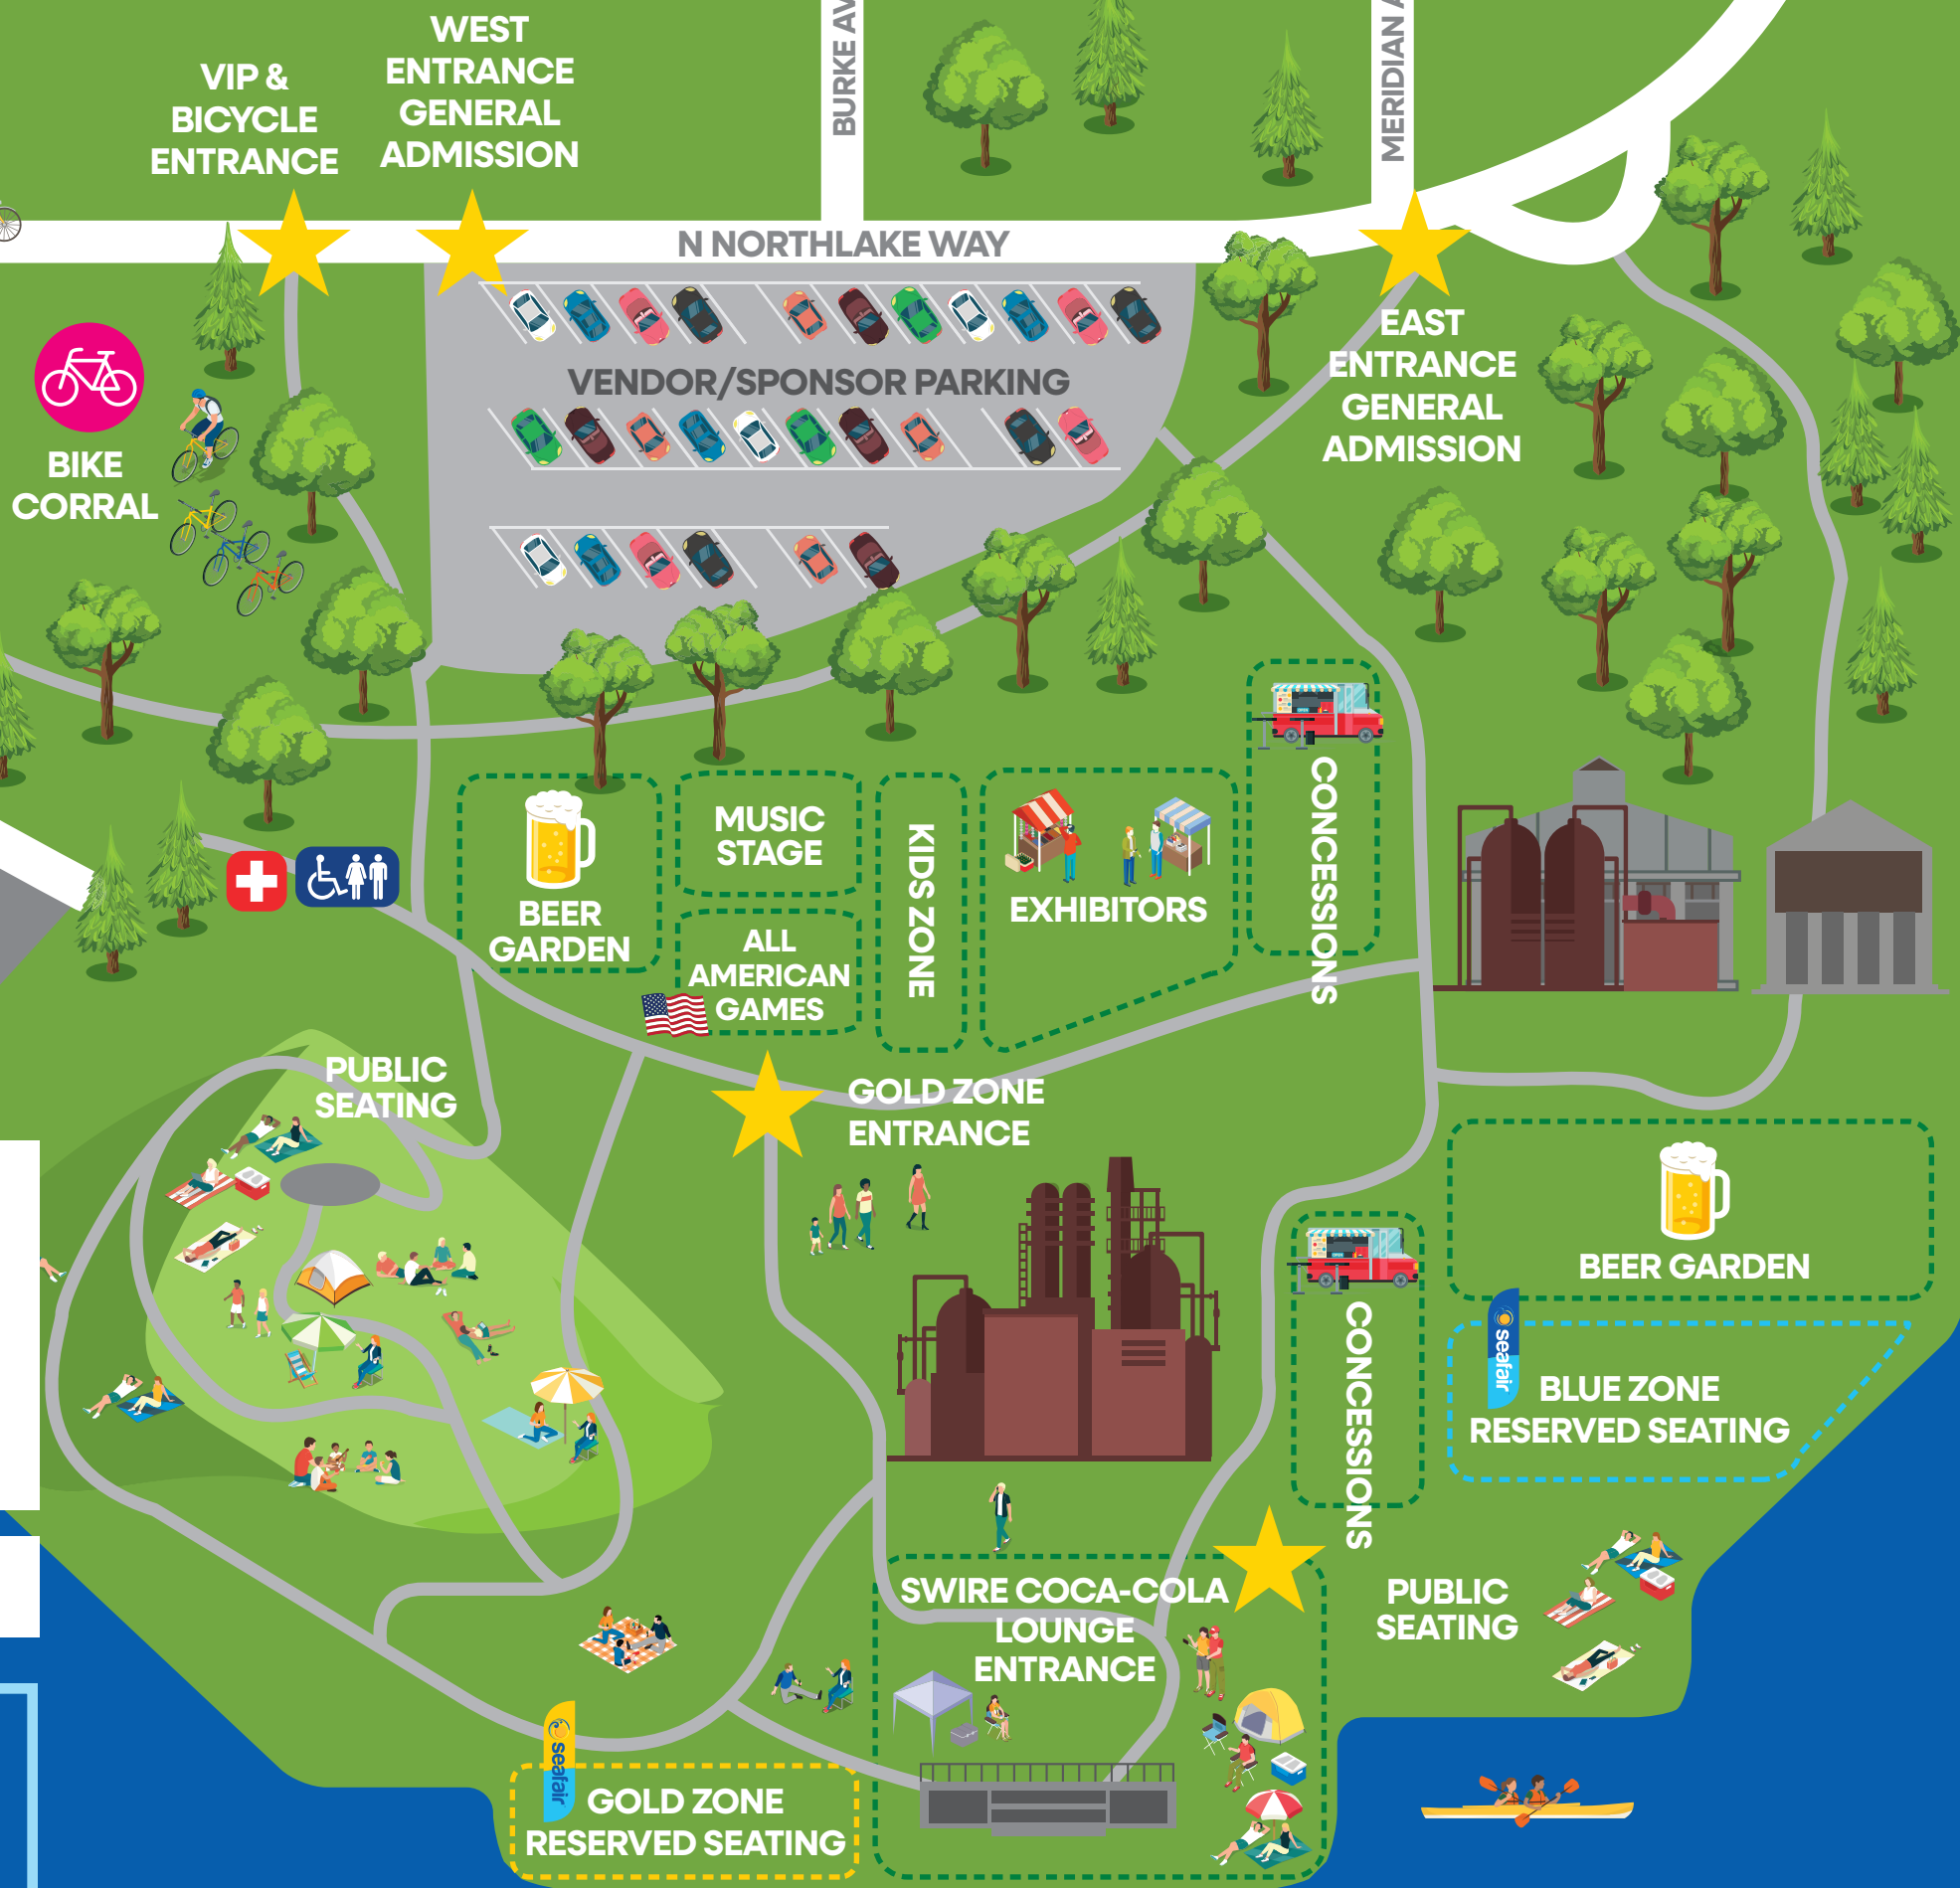 WEST
ENTRANCE
GENERAL
ADMISSION
VIP &
BICYCLE
ENTRANCE
BURKE AV
MERIDIAN A
N NORTHLAKE WAY
EAST
ENTRANCE
GENERAL
ADMISSION
VENDOR/SPONSOR PARKING
BIKE
CORRAL
BEER
GARDEN
MUSIC
STAGE
ALL
AMERICAN
GAMES
KIDS ZONE
EXHIBITORS
CONCESSIONS
PUBLIC
SEATING
GOLD ZONE
ENTRANCE
BEER GARDEN
CONCESSIONS
seafair
BLUE ZONE
RESERVED SEATING
SWIRE COCA-COLA
LOUNGE
ENTRANCE
PUBLIC
SEATING
seafair
GOLD ZONE
RESERVED SEATING